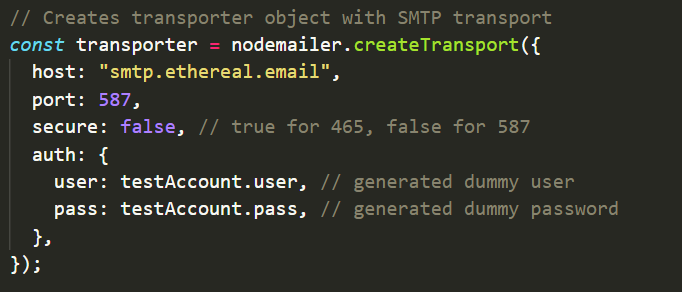 // Creates transporter object with SMTP transport
const transporter = nodemailer.createTransport({
  host: "smtp.ethereal.email",
  port: 587,
  secure: false, // true for 465, false for 587
  auth: {
    user: testAccount.user, // generated dummy user
    pass: testAccount.pass, // generated dummy password
  },
});